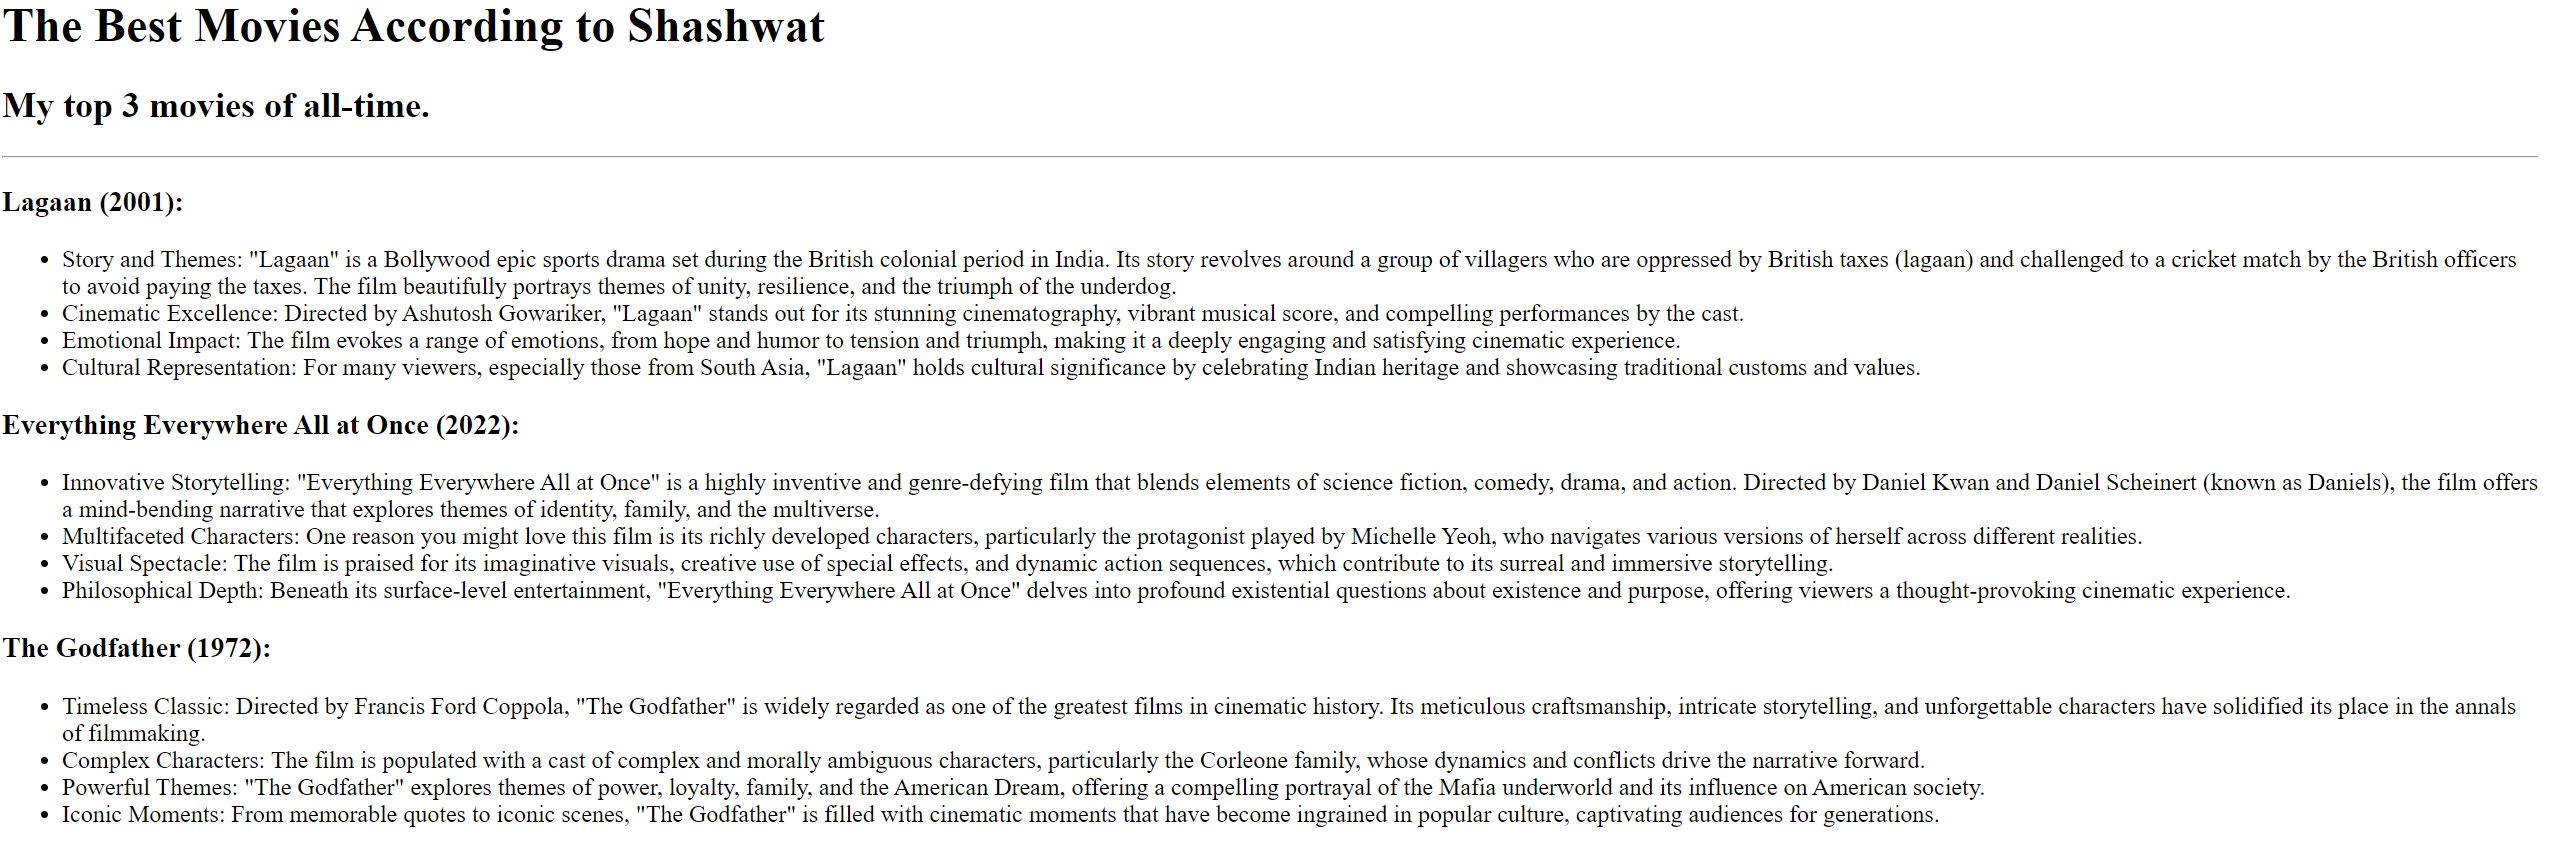 The Best Movies According to Shashwat
My top 3 movies of all-time.
Lagaan (2001):
• Story and Themes: "Lagaan" is a Bollywood epic sports drama set during the British colonial period in India. Its story revolves around a group of villagers who are oppressed by British taxes (lagaan) and challenged to a cricket match by the British officers
to avoid paying the taxes. The film beautifully portrays themes of unity, resilience, and the triumph of the underdog.
• Cinematic Excellence: Directed by Ashutosh Gowariker, "Lagaan" stands out for its stunning cinematography, vibrant musical score, and compelling performances by the cast.
• Emotional Impact: The film evokes a range of emotions, from hope and humor to tension and triumph, making it a deeply engaging and satisfying cinematic experience.
• Cultural Representation: For many viewers, especially those from South Asia, "Lagaan" holds cultural significance by celebrating Indian heritage and showcasing traditional customs and values.
Everything Everywhere All at Once (2022):
• Innovative Storytelling: "Everything Everywhere All at Once" is a highly inventive and genre-defying film that blends elements of science fiction, comedy, drama, and action. Directed by Daniel Kwan and Daniel Scheinert (known as Daniels), the film offers
a mind-bending narrative that explores themes of identity, family, and the multiverse.
• Multifaceted Characters: One reason you might love this film is its richly developed characters, particularly the protagonist played by Michelle Yeoh, who navigates various versions of herself across different realities.
• Visual Spectacle: The film is praised for its imaginative visuals, creative use of special effects, and dynamic action sequences, which contribute to its surreal and immersive storytelling.
• Philosophical Depth: Beneath its surface-level entertainment, "Everything Everywhere All at Once" delves into profound existential questions about existence and purpose, offering viewers a thought-provoking cinematic experience.
The Godfather (1972):
• Timeless Classic: Directed by Francis Ford Coppola, "The Godfather" is widely regarded as one of the greatest films in cinematic history. Its meticulous craftsmanship, intricate storytelling, and unforgettable characters have solidified its place in the annals
of filmmaking.
• Complex Characters: The film is populated with a cast of complex and morally ambiguous characters, particularly the Corleone family, whose dynamics and conflicts drive the narrative forward.
• Powerful Themes: "The Godfather" explores themes of power, loyalty, family, and the American Dream, offering a compelling portrayal of the Mafia underworld and its influence on American society.
• Iconic Moments: From memorable quotes to iconic scenes, "The Godfather" is filled with cinematic moments that have become ingrained in popular culture, captivating audiences for generations.